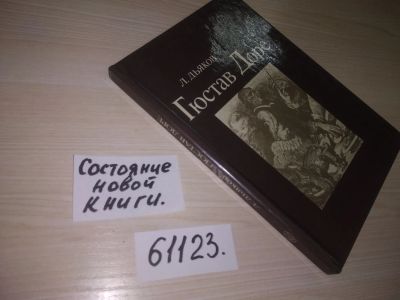 Л. ДЬЯКОВ
Гюстав Доре
Состояние
новой
книги.
61123.